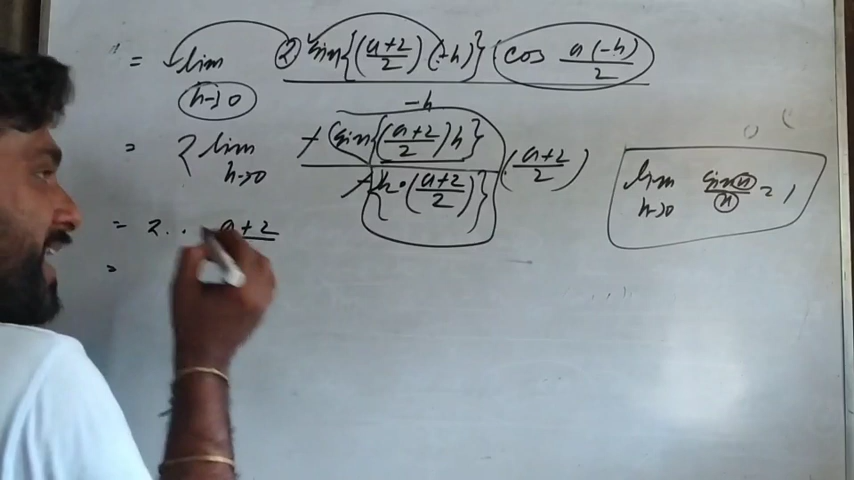 = lim h→0 2 sin{(a+2/2)(-h)} cos a(-h)/2 / -h
= 2 lim h→0 -(sin{(a+2/2)h} / -{h·(a+2/2)} (a+2/2)
lim h→0 sin x/x = 1
= 2 . . a+2
=